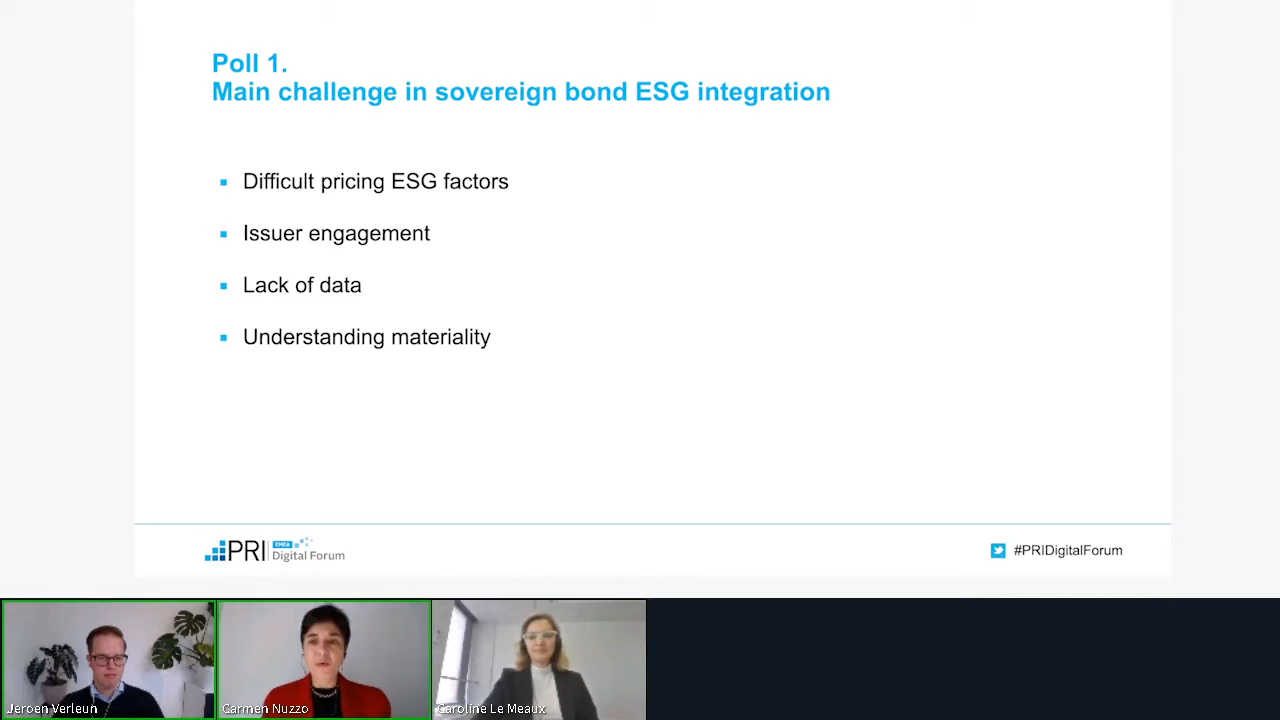 Poll 1.
Main challenge in sovereign bond ESG integration
Difficult pricing ESG factors
Issuer engagement
Lack of data
Understanding materiality
PRI EMEA Digital Forum
#PRIDigitalForum
Jeroen Verleun
Carmen Nuzzo
Caroline Le Meaux